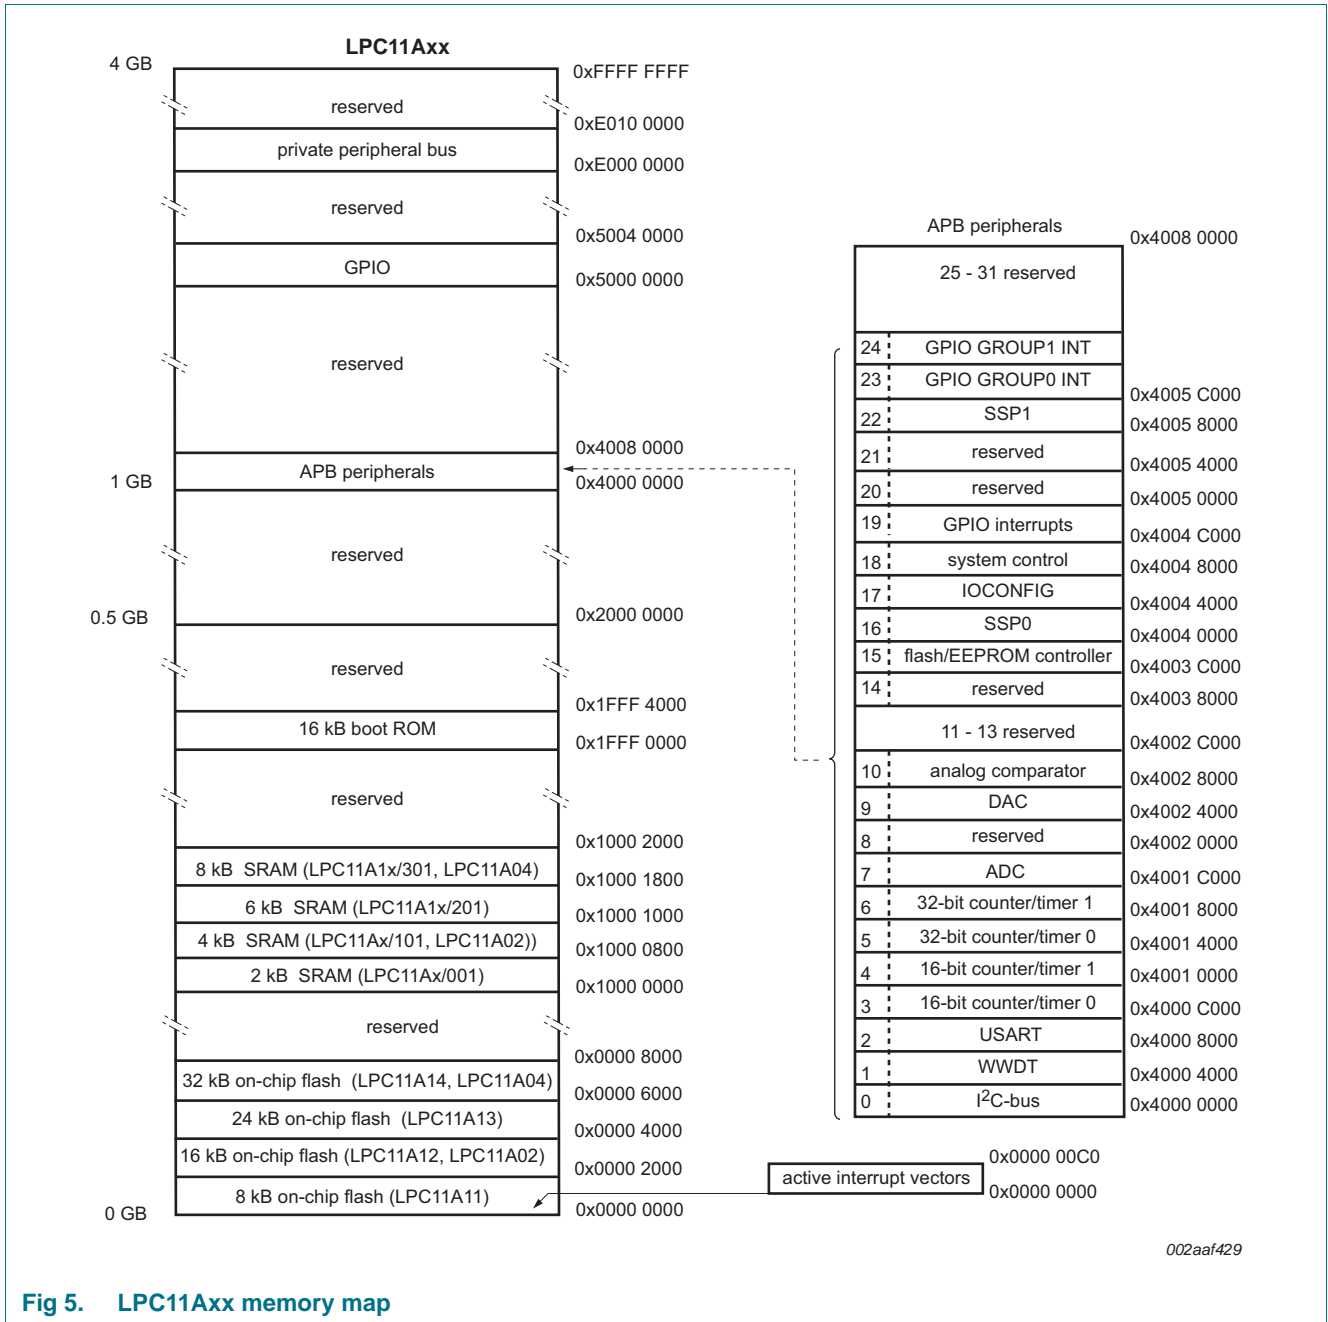 LPC11Axx
4 GB
0xFFFF FFFF
reserved
0xE010 0000
private peripheral bus
0xE000 0000
reserved
0x5004 0000
GPIO
0x5000 0000
reserved
0x4008 0000
APB peripherals
1 GB
0x4000 0000
reserved
0.5 GB
0x2000 0000
reserved
0x1FFF 4000
16 kB boot ROM
0x1FFF 0000
reserved
0x1000 2000
8 kB SRAM (LPC11A1x/301, LPC11A04)
0x1000 1800
6 kB SRAM (LPC11A1x/201)
0x1000 1000
4 kB SRAM (LPC11Ax/101, LPC11A02))
0x1000 0800
2 kB SRAM (LPC11Ax/001)
0x1000 0000
reserved
0x0000 8000
32 kB on-chip flash (LPC11A14, LPC11A04)
0x0000 6000
24 kB on-chip flash (LPC11A13)
0x0000 4000
16 kB on-chip flash (LPC11A12, LPC11A02)
0x0000 2000
8 kB on-chip flash (LPC11A11)
0 GB
0x0000 0000
APB peripherals
0x4008 0000
25 - 31 reserved
24 GPIO GROUP1 INT
23 GPIO GROUP0 INT
0x4005 C000
22 SSP1
0x4005 8000
21 reserved
0x4005 4000
20 reserved
0x4005 0000
19 GPIO interrupts
0x4004 C000
18 system control
0x4004 8000
17 IOCONFIG
0x4004 4000
16 SSP0
0x4004 0000
15 flash/EEPROM controller
0x4003 C000
14 reserved
0x4003 8000
11 - 13 reserved
0x4002 C000
10 analog comparator
0x4002 8000
9 DAC
0x4002 4000
8 reserved
0x4002 0000
7 ADC
0x4001 C000
6 32-bit counter/timer 1
0x4001 8000
5 32-bit counter/timer 0
0x4001 4000
4 16-bit counter/timer 1
0x4001 0000
3 16-bit counter/timer 0
0x4000 C000
2 USART
0x4000 8000
1 WWDT
0x4000 4000
0 I²C-bus
0x4000 0000
0x0000 00C0
active interrupt vectors
0x0000 0000
002aaf429
Fig 5. LPC11Axx memory map